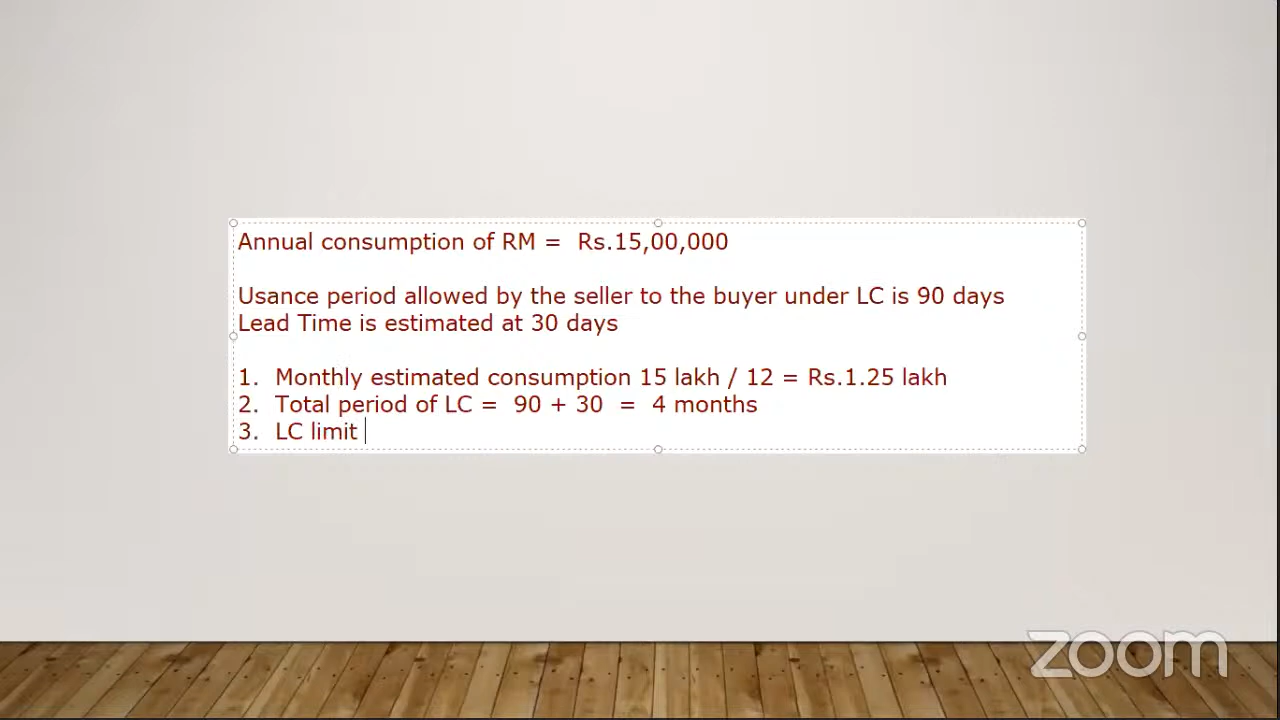 Annual consumption of RM = Rs.15,00,000
Usance period allowed by the seller to the buyer under LC is 90 days
Lead Time is estimated at 30 days
1. Monthly estimated consumption 15 lakh / 12 = Rs.1.25 lakh
2. Total period of LC = 90 + 30 = 4 months
3. LC limit
zoom